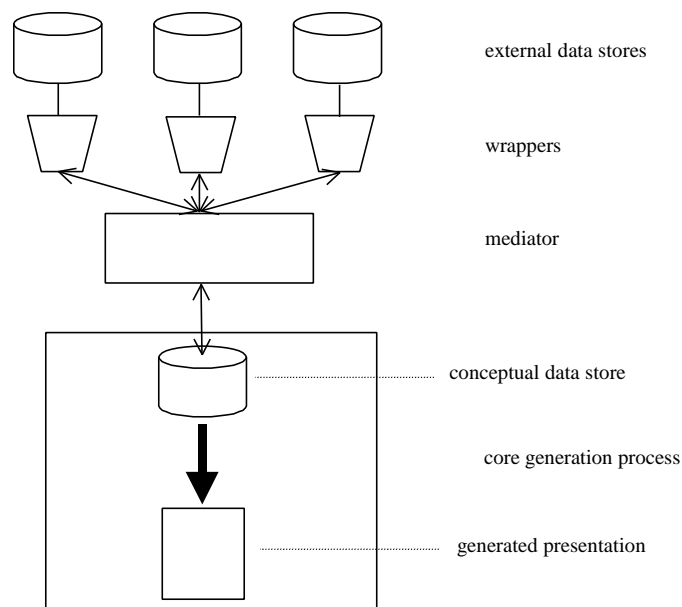 external data stores
wrappers
mediator
conceptual data store
core generation process
generated presentation